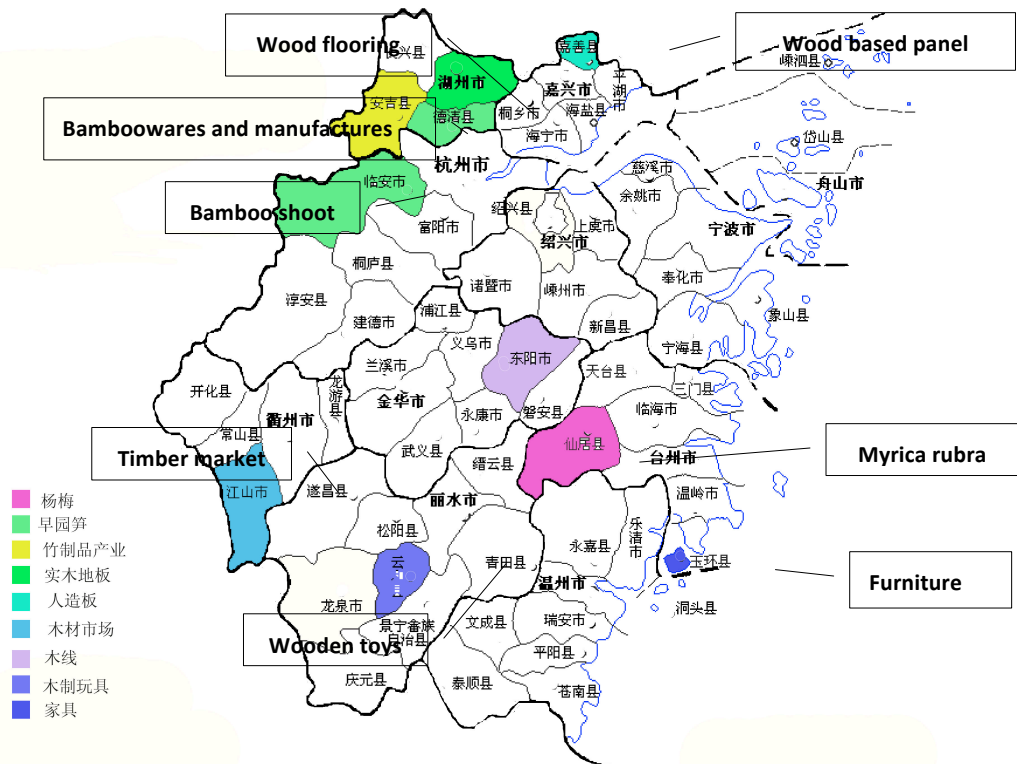 Wood flooring
Wood based panel
Bamboowares and manufactures
Bamboo shoot
Timber market
Myrica rubra
Furniture
Wooden toys
长兴县
湖州市
安吉县
德清县
嘉善县
嘉兴市
平湖市
桐乡市
海盐县
海宁市
嵊泗县
岱山县
舟山市
杭州市
临安市
富阳市
桐庐县
淳安县
建德市
慈溪市
余姚市
宁波市
奉化市
象山县
宁海县
绍兴县
绍兴市
上虞市
诸暨市
嵊州市
新昌县
浦江县
义乌市
东阳市
兰溪市
金华市
永康市
磐安县
武义县
天台县
三门县
临海市
仙居县
台州市
温岭市
玉环县
开化县
常山县
衢州市
龙游县
江山市
遂昌县
缙云县
丽水市
松阳县
云
青田县
龙泉市
景宁畲族
自治县
庆元县
永嘉县
乐清市
温州市
洞头县
文成县
瑞安市
平阳县
泰顺县
苍南县
杨梅
早园笋
竹制品产业
实木地板
人造板
木材市场
木线
木制玩具
家具